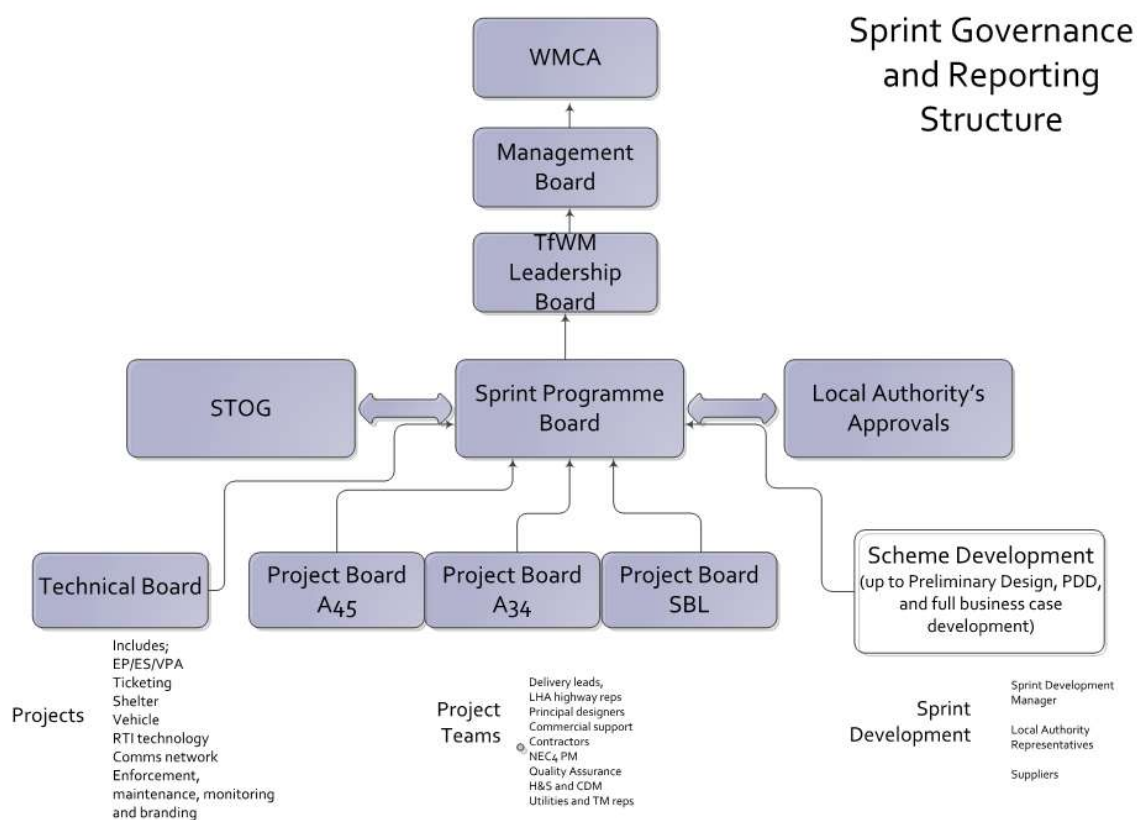 Sprint Governance
and Reporting
Structure
WMCA
Management
Board
TfWM
Leadership
Board
STOG
Sprint Programme
Board
Local Authority's
Approvals
Technical Board
Project Board
A45
Project Board
A34
Project Board
SBL
Scheme Development
(up to Preliminary Design, PDD,
and full business case
development)
Projects
Includes;
EP/ES/VPA
Ticketing
Shelter
Vehicle
RTI technology
Comms network
Enforcement,
maintenance, monitoring
and branding
Project
Teams
Delivery leads,
LHA highway reps
Principal designers
Commercial support
Contractors
NEC4 PM
Quality Assurance
H&S and CDM
Utilities and TM reps
Sprint
Development
Sprint Development
Manager
Local Authority
Representatives
Suppliers